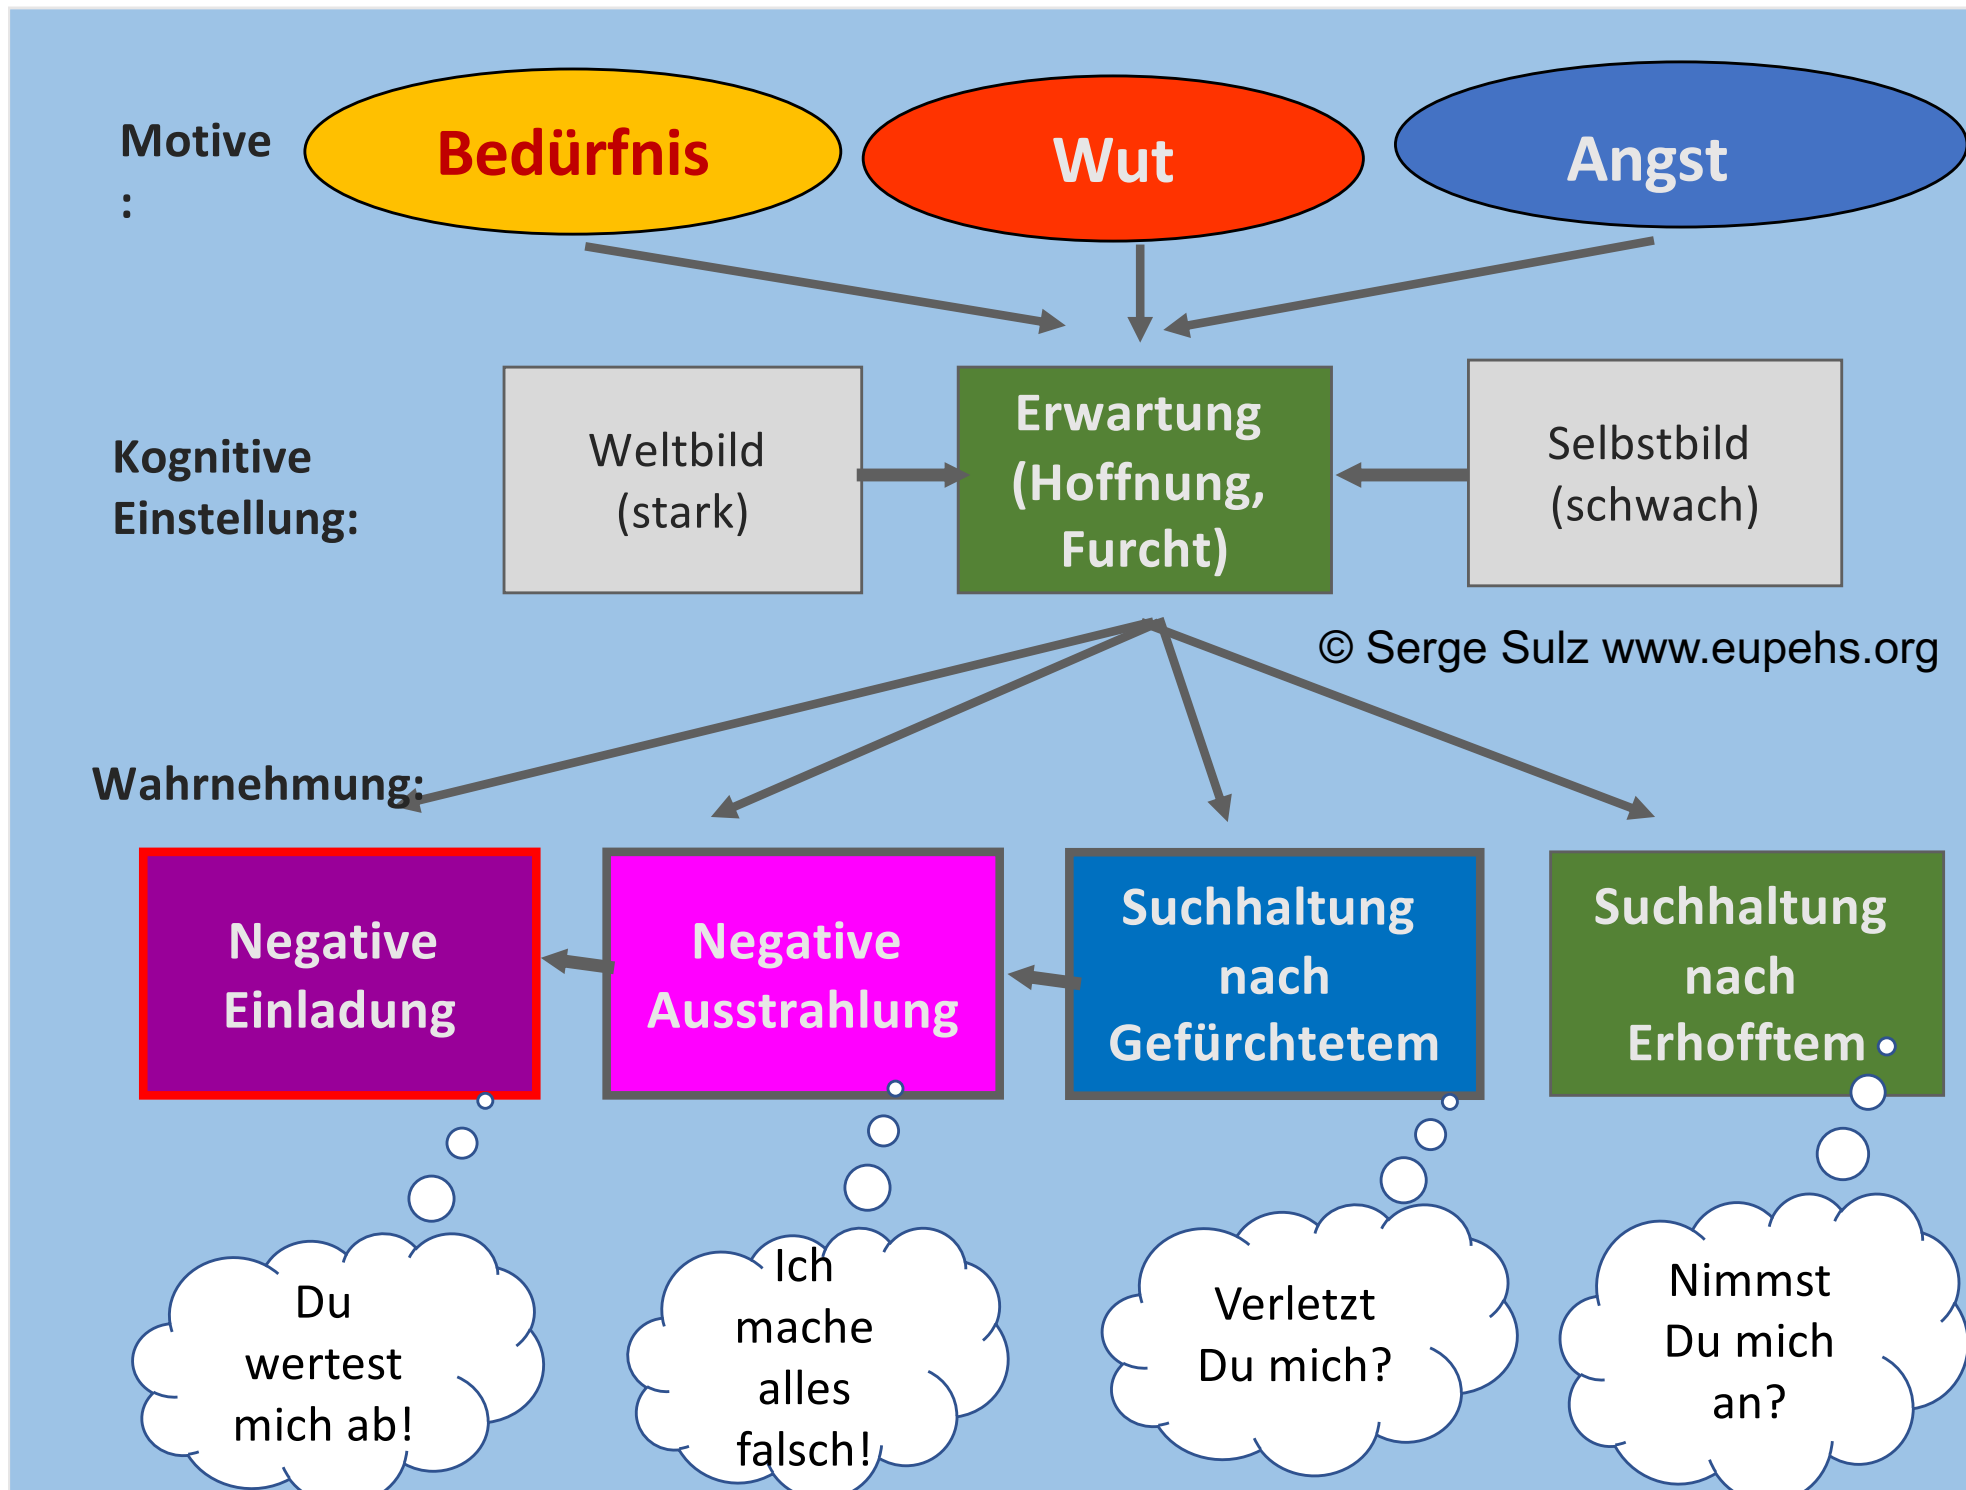 Motive
:
Bedürfnis
Wut
Angst
Kognitive
Einstellung:
Weltbild
(stark)
Erwartung
(Hoffnung,
Furcht)
Selbstbild
(schwach)
© Serge Sulz www.eupehs.org
Wahrnehmung:
Negative
Einladung
Negative
Ausstrahlung
Suchhaltung
nach
Gefürchtetem
Suchhaltung
nach
Erhofftem
Du
wertest
mich ab!
Ich
mache
alles
falsch!
Verletzt
Du mich?
Nimmst
Du mich
an?